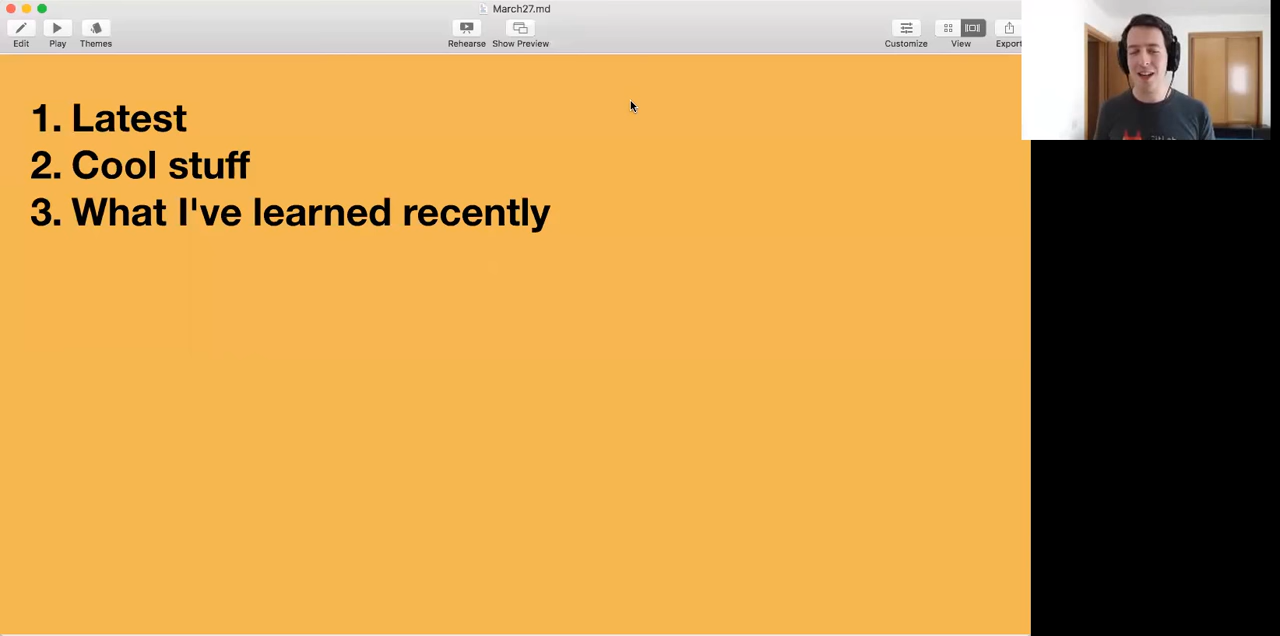 March27.md
Edit
Play
Themes
Rehearse
Show Preview
Customize
View
Export
1. Latest
2. Cool stuff
3. What I've learned recently